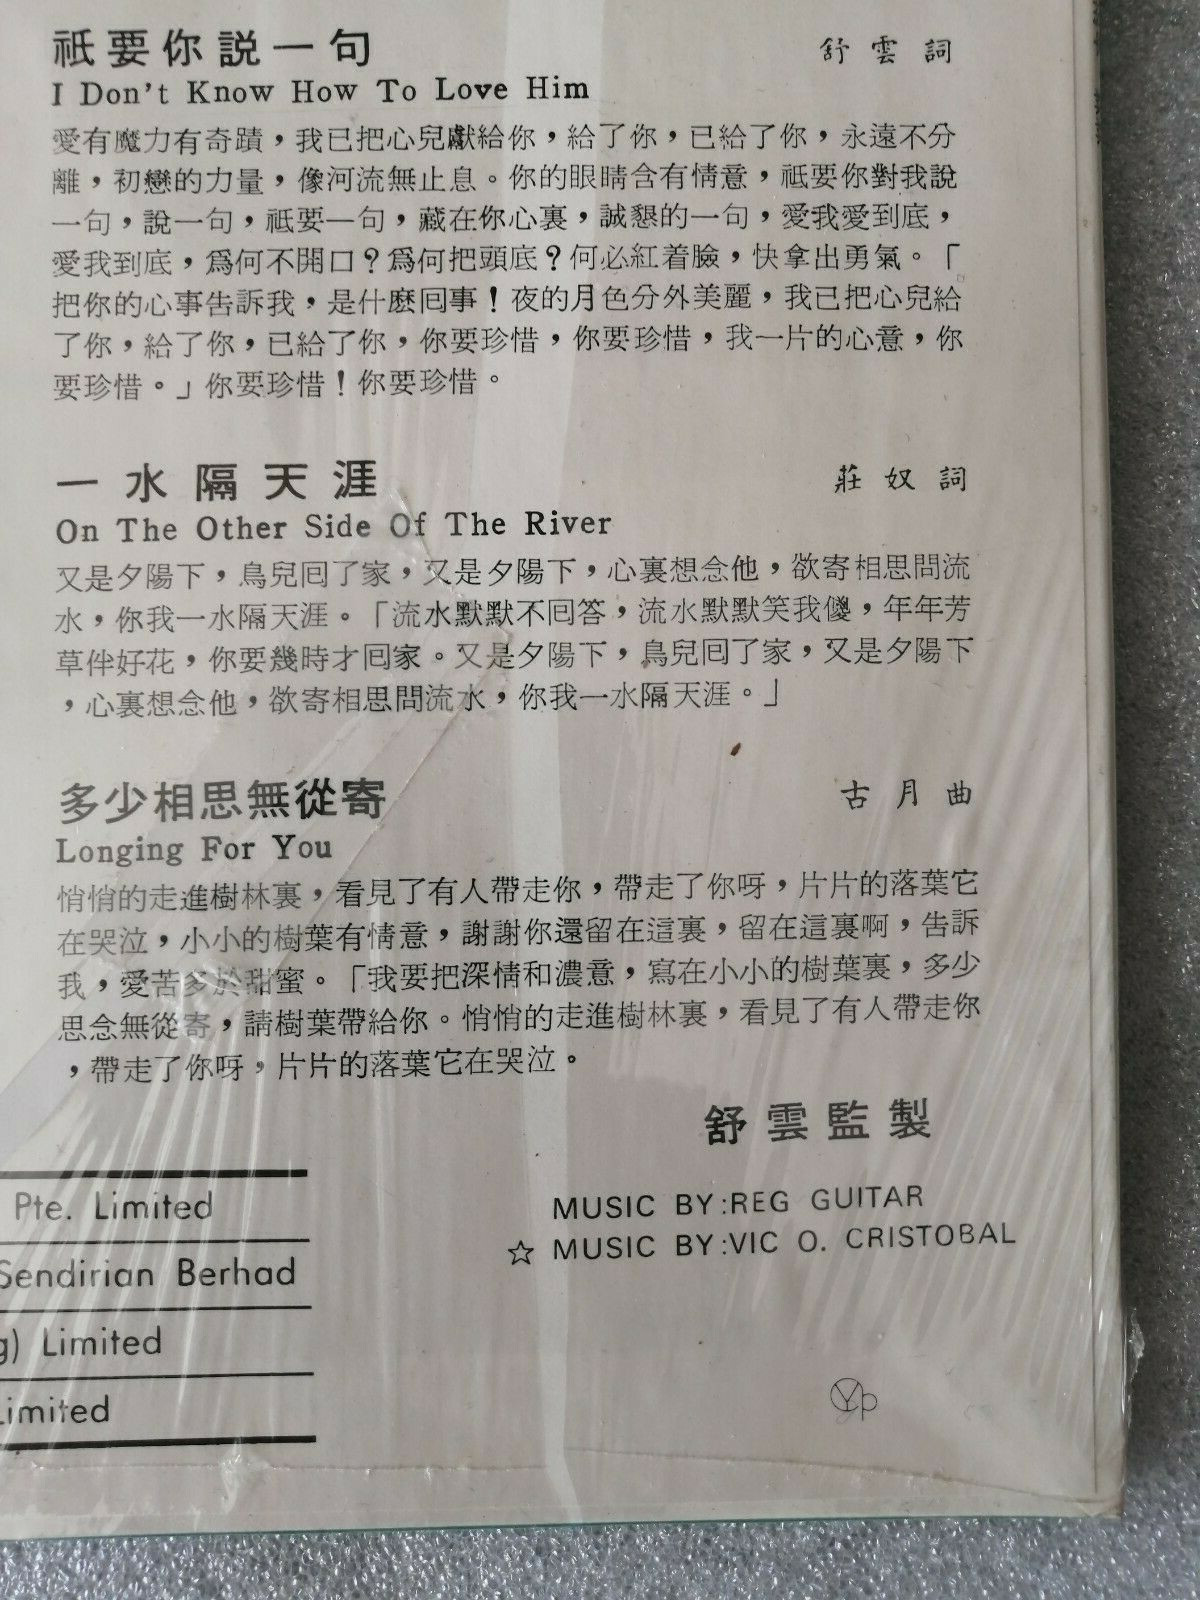 祇要你説一句
舒雲詞
I Don't Know How To Love Him
愛有魔力有奇蹟，我已把心兒獻給你，給了你，已給了你，永遠不分
離，初戀的力量，像河流無止息。你的眼睛含有情意，祇要你對我說
一句，說一句，祇要一句，藏在你心裏，誠懇的一句，愛我愛到底，
愛我到底，爲何不開口？爲何把頭底？何必紅着臉，快拿出勇氣。「
把你的心事告訴我，是什麽囘事！夜的月色分外美麗，我已把心兒給
了你，給了你，已給了你，你要珍惜，你要珍惜，我一片的心意，你
要珍惜。」你要珍惜！你要珍惜。
一水隔天涯
莊奴詞
On The Other Side Of The River
又是夕陽下，鳥兒囘了家，又是夕陽下，心裏想念他，欲寄相思問流
水，你我一水隔天涯。「流水默默不囘答，流水默默笑我傻，年年芳
草伴好花，你要幾時才囘家。又是夕陽下，鳥兒囘了家，又是夕陽下
，心裏想念他，欲寄相思問流水，你我一水隔天涯。」
多少相思無從寄
古月曲
Longing For You
悄悄的走進樹林裏，看見了有人帶走你，帶走了你呀，片片的落葉它
在哭泣，小小的樹葉有情意，謝謝你還留在這裏，留在這裏啊，告訴
我，愛苦多於甜蜜。「我要把深情和濃意，寫在小小的樹葉裏，多少
思念無從寄，請樹葉帶給你。悄悄的走進樹林裏，看見了有人帶走你
，帶走了你呀，片片的落葉它在哭泣。
舒雲監製
Pte. Limited
Sendirian Berhad
g) Limited
Limited
MUSIC BY:REG GUITAR
☆ MUSIC BY:VIC O. CRISTOBAL